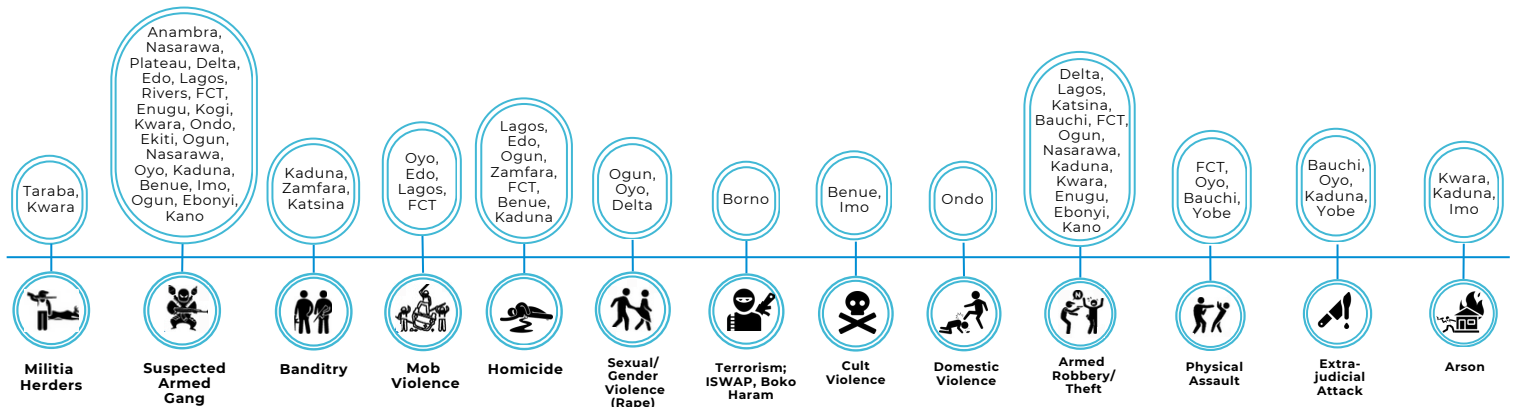 Taraba,
Kwara
Militia
Herders
Anambra,
Nasarawa,
Plateau, Delta,
Edo, Lagos,
Rivers, FCT,
Enugu, Kogi,
Kwara, Ondo,
Ekiti, Ogun,
Nasarawa,
Oyo, Kaduna,
Benue, Imo,
Ogun, Ebonyi,
Kano
Suspected
Armed
Gang
Kaduna,
Zamfara,
Katsina
Banditry
Oyo,
Edo,
Lagos,
FCT
Mob
Violence
Lagos,
Edo,
Ogun,
Zamfara,
FCT,
Benue,
Kaduna
Homicide
Ogun,
Oyo,
Delta
Sexual/
Gender
Violence
(Rape)
Borno
Terrorism;
ISWAP, Boko
Haram
Benue,
Imo
Cult
Violence
Ondo
Domestic
Violence
Delta,
Lagos,
Katsina,
Bauchi, FCT,
Ogun,
Nasarawa,
Kaduna,
Kwara,
Enugu,
Ebonyi,
Kano
N
Armed
Robbery/
Theft
FCT,
Oyo,
Bauchi,
Yobe
Physical
Assault
Bauchi,
Oyo,
Kaduna,
Yobe
Extra-
judicial
Attack
Kwara,
Kaduna,
Imo
Arson